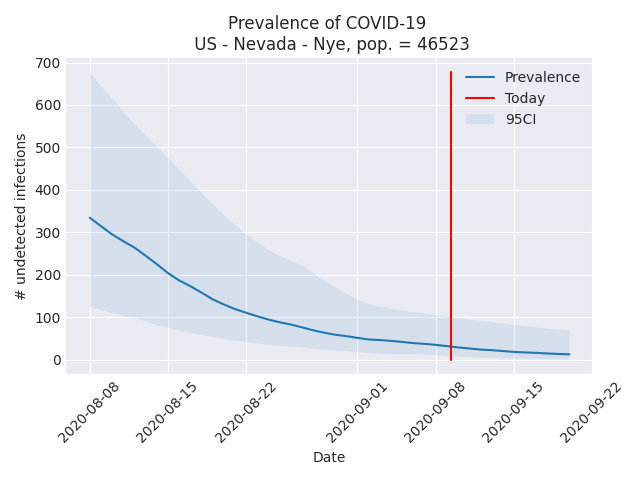 Prevalence of COVID-19
US - Nevada - Nye, pop. = 46523
700
600
500
400
300
200
100
0
# undetected infections
Prevalence
Today
95CI
2020-08-08
2020-08-15
2020-08-22
2020-09-01
2020-09-08
2020-09-15
2020-09-22
Date